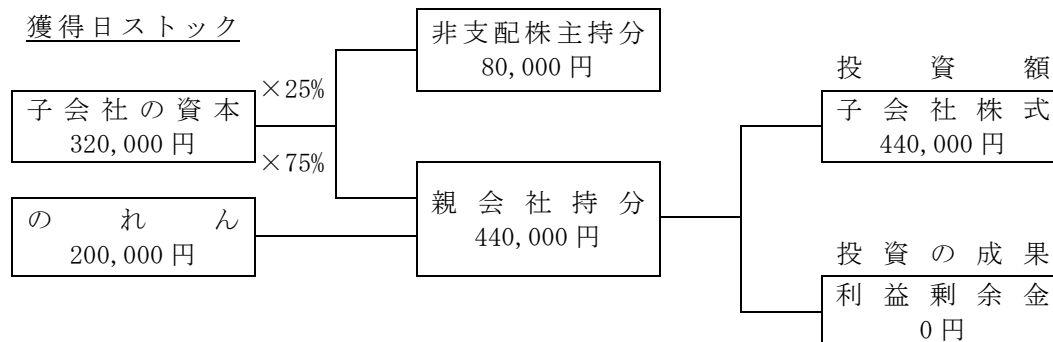 獲得日ストック
子会社の資本
320,000円
×25%
×75%
のれん
200,000円
非支配株主持分
80,000円
親会社持分
440,000円
投資額
子会社株式
440,000円
投資の成果
利益剰余金
0円